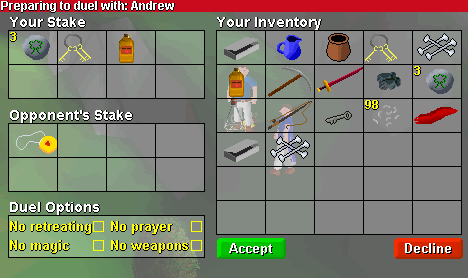 Preparing to duel with: Andrew
Your Stake
3
Opponent's Stake
Duel Options
No retreating No prayer
No magic No weapons
Your Inventory
3
98
Accept Decline